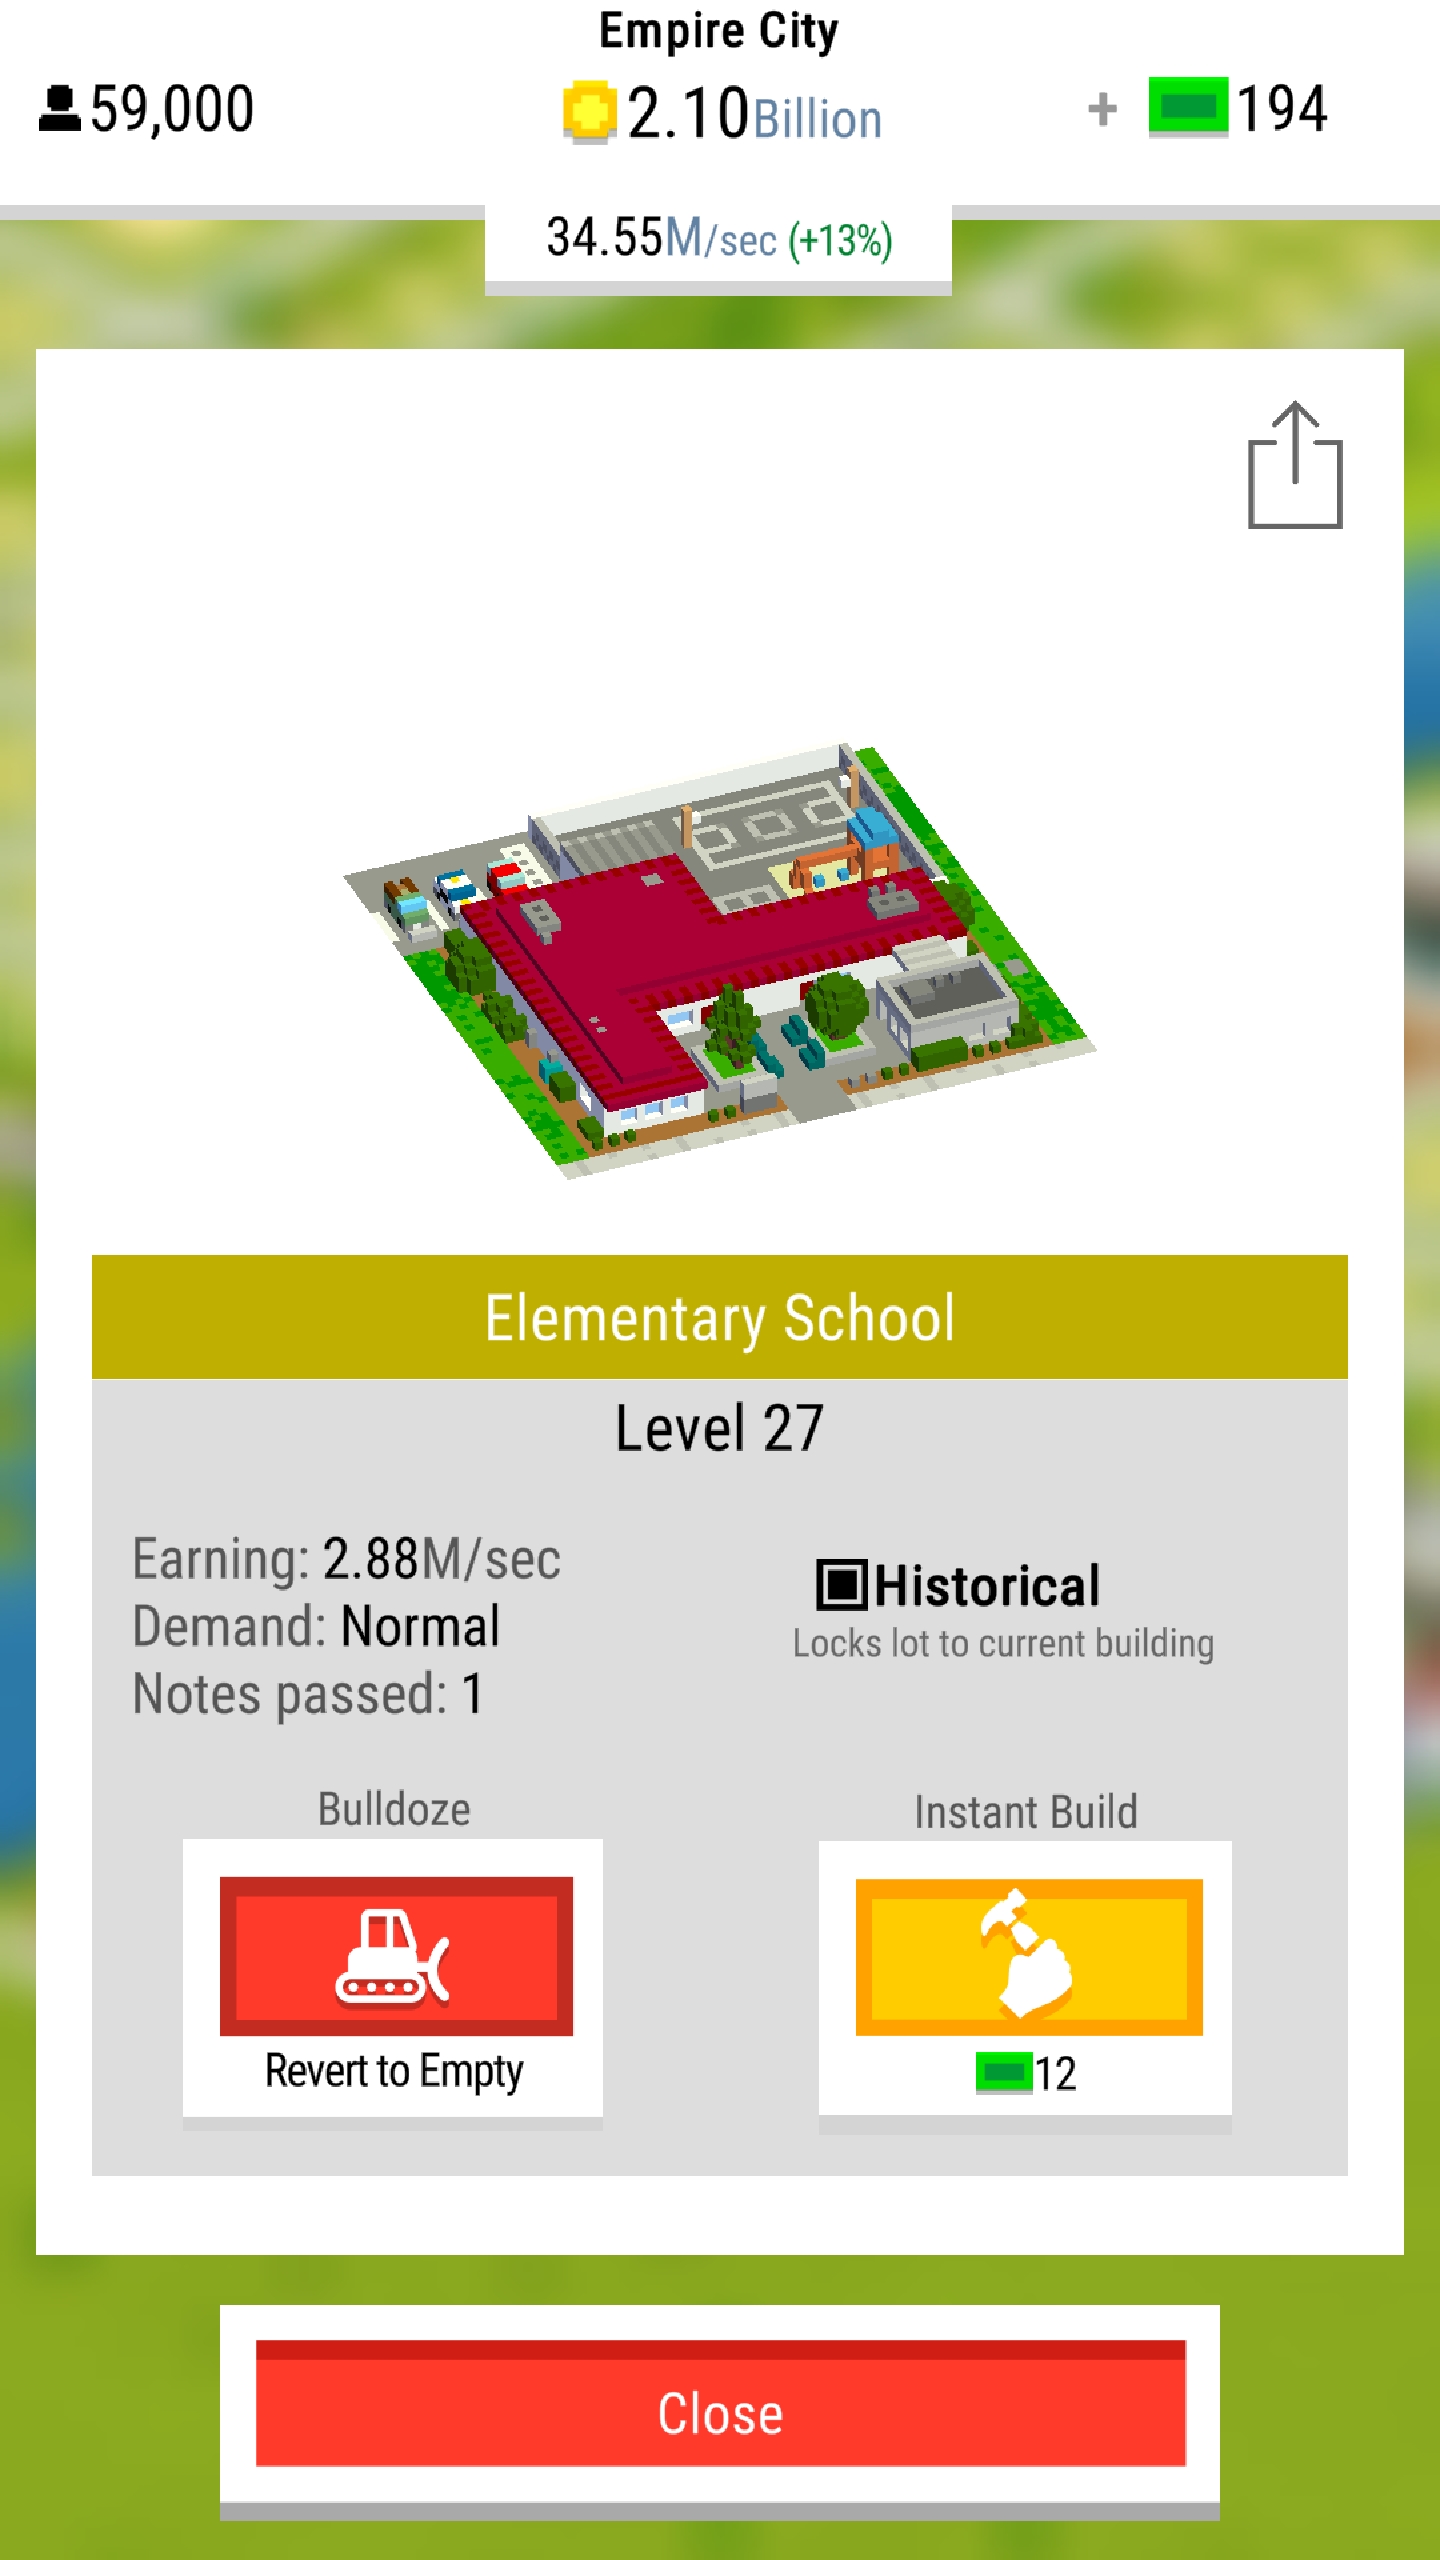 Empire City
59,000
2.10Billion
+ 194
34.55M/sec (+13%)
Elementary School
Level 27
Earning: 2.88M/sec
Demand: Normal
Notes passed: 1
Historical
Locks lot to current building
Bulldoze
Revert to Empty
Instant Build
12
Close